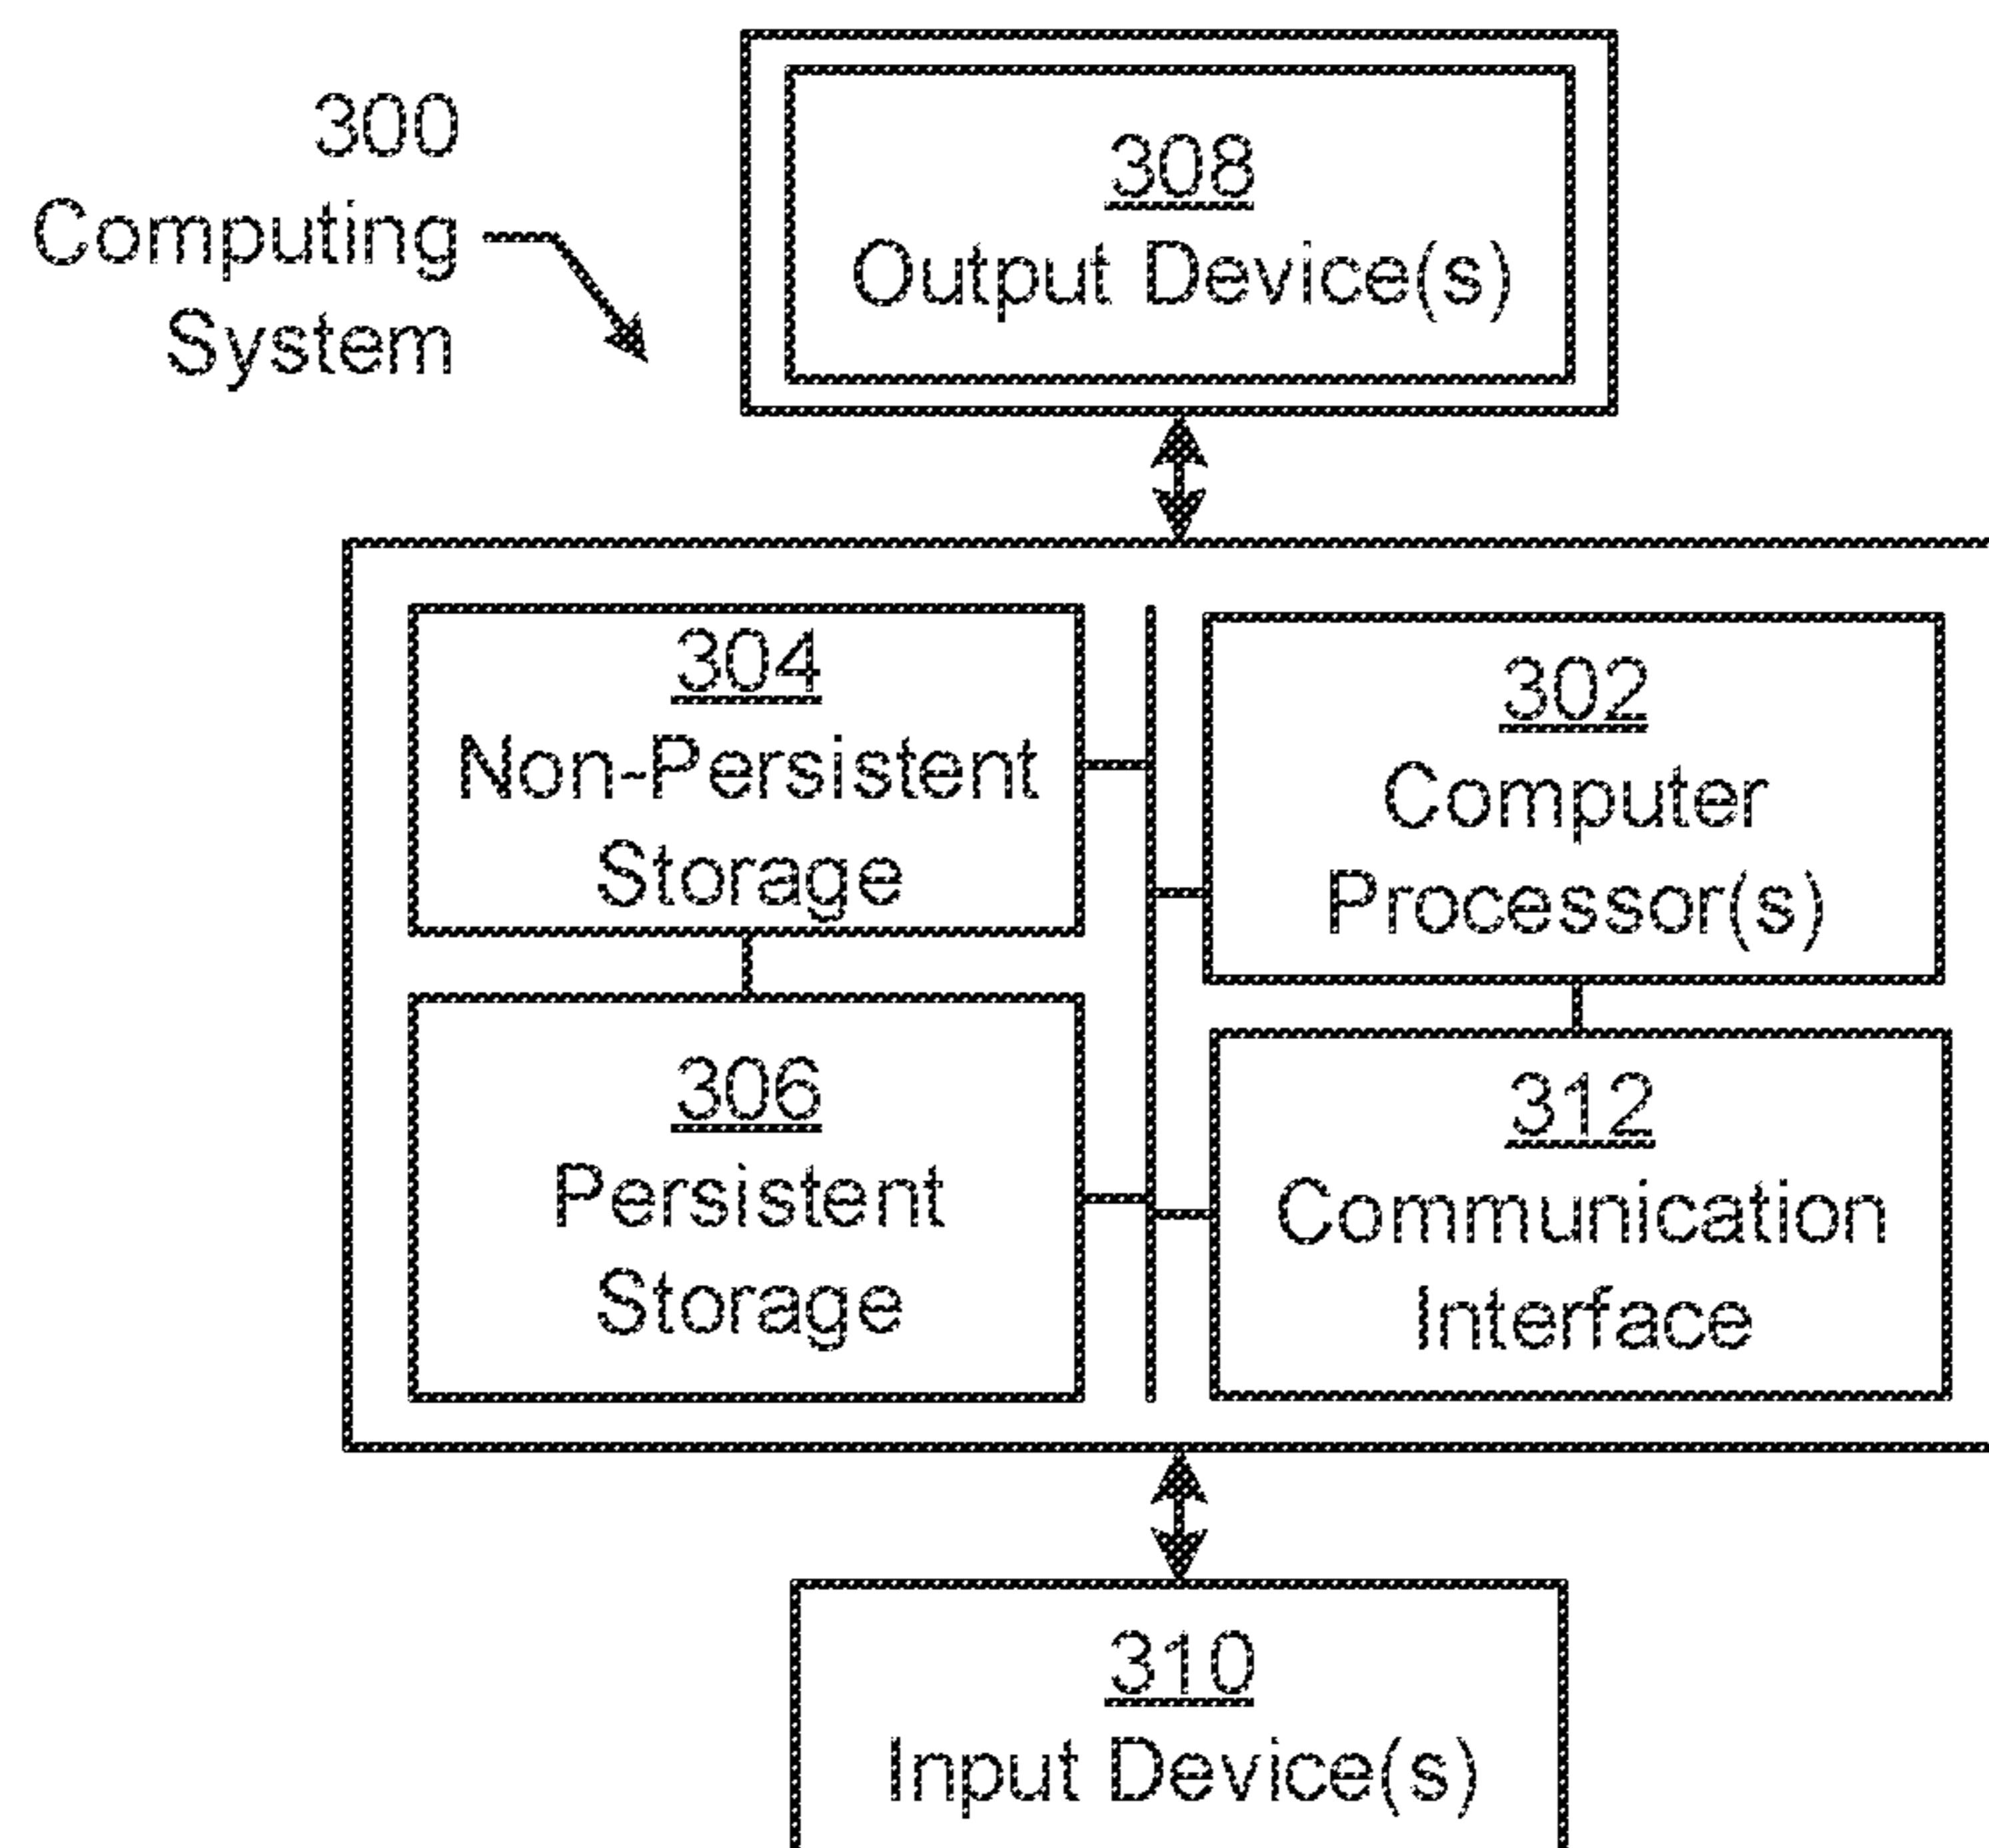 300
Computing
System
308
Output Device(s)
304
Non-Persistent
Storage
302
Computer
Processor(s)
306
Persistent
Storage
312
Communication
Interface
310
Input Device(s)